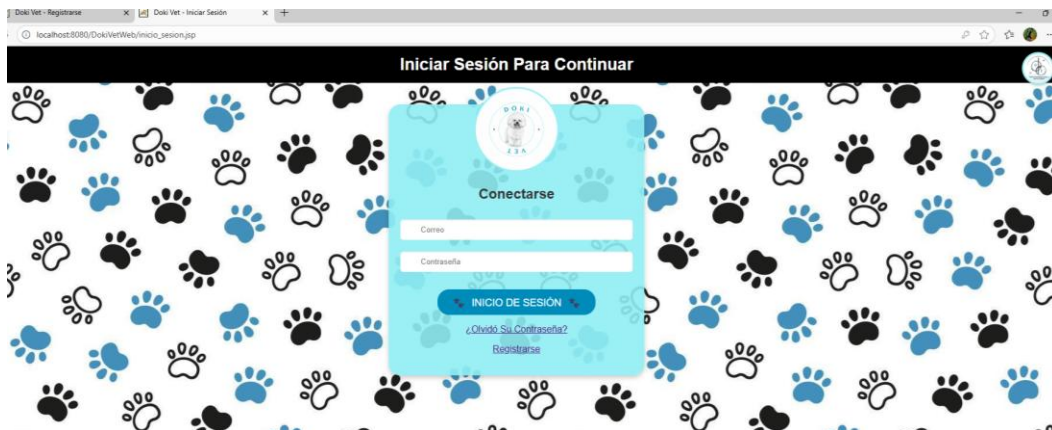 Doki Vet - Registrarse
Doki Vet - Iniciar Sesión
localhost:8080/DokiVetWeb/inicio_sesion.jsp
Iniciar Sesión Para Continuar
DOKI
VET
Conectarse
Correo
Contraseña
INICIO DE SESIÓN
¿Olvidó Su Contraseña?
Registrarse